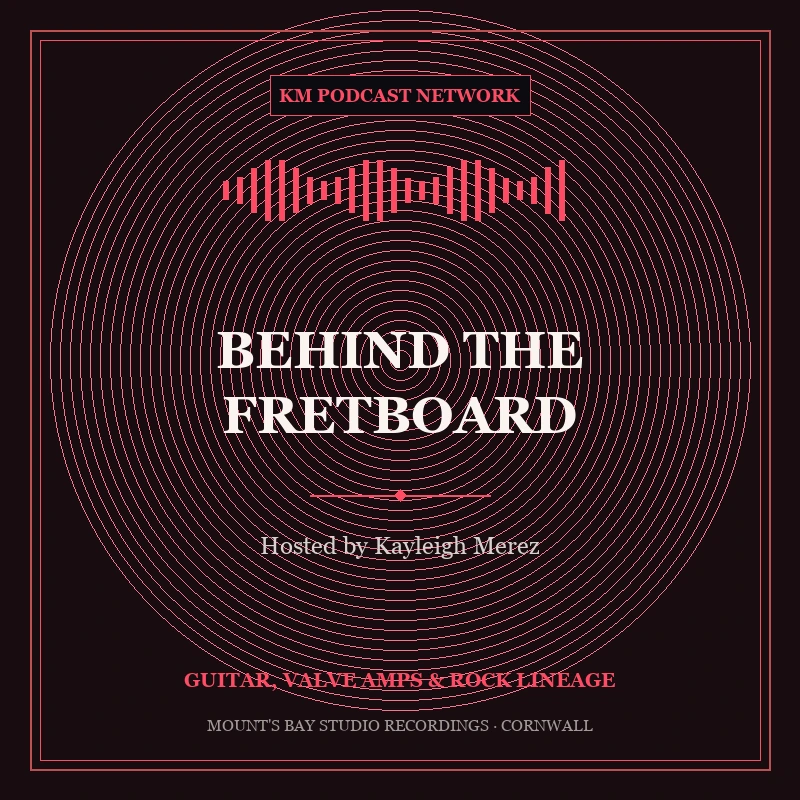 KM PODCAST NETWORK
BEHIND THE
FRETBOARD
Hosted by Kayleigh Merez
GUITAR, VALVE AMPS & ROCK LINEAGE
MOUNT'S BAY STUDIO RECORDINGS · CORNWALL